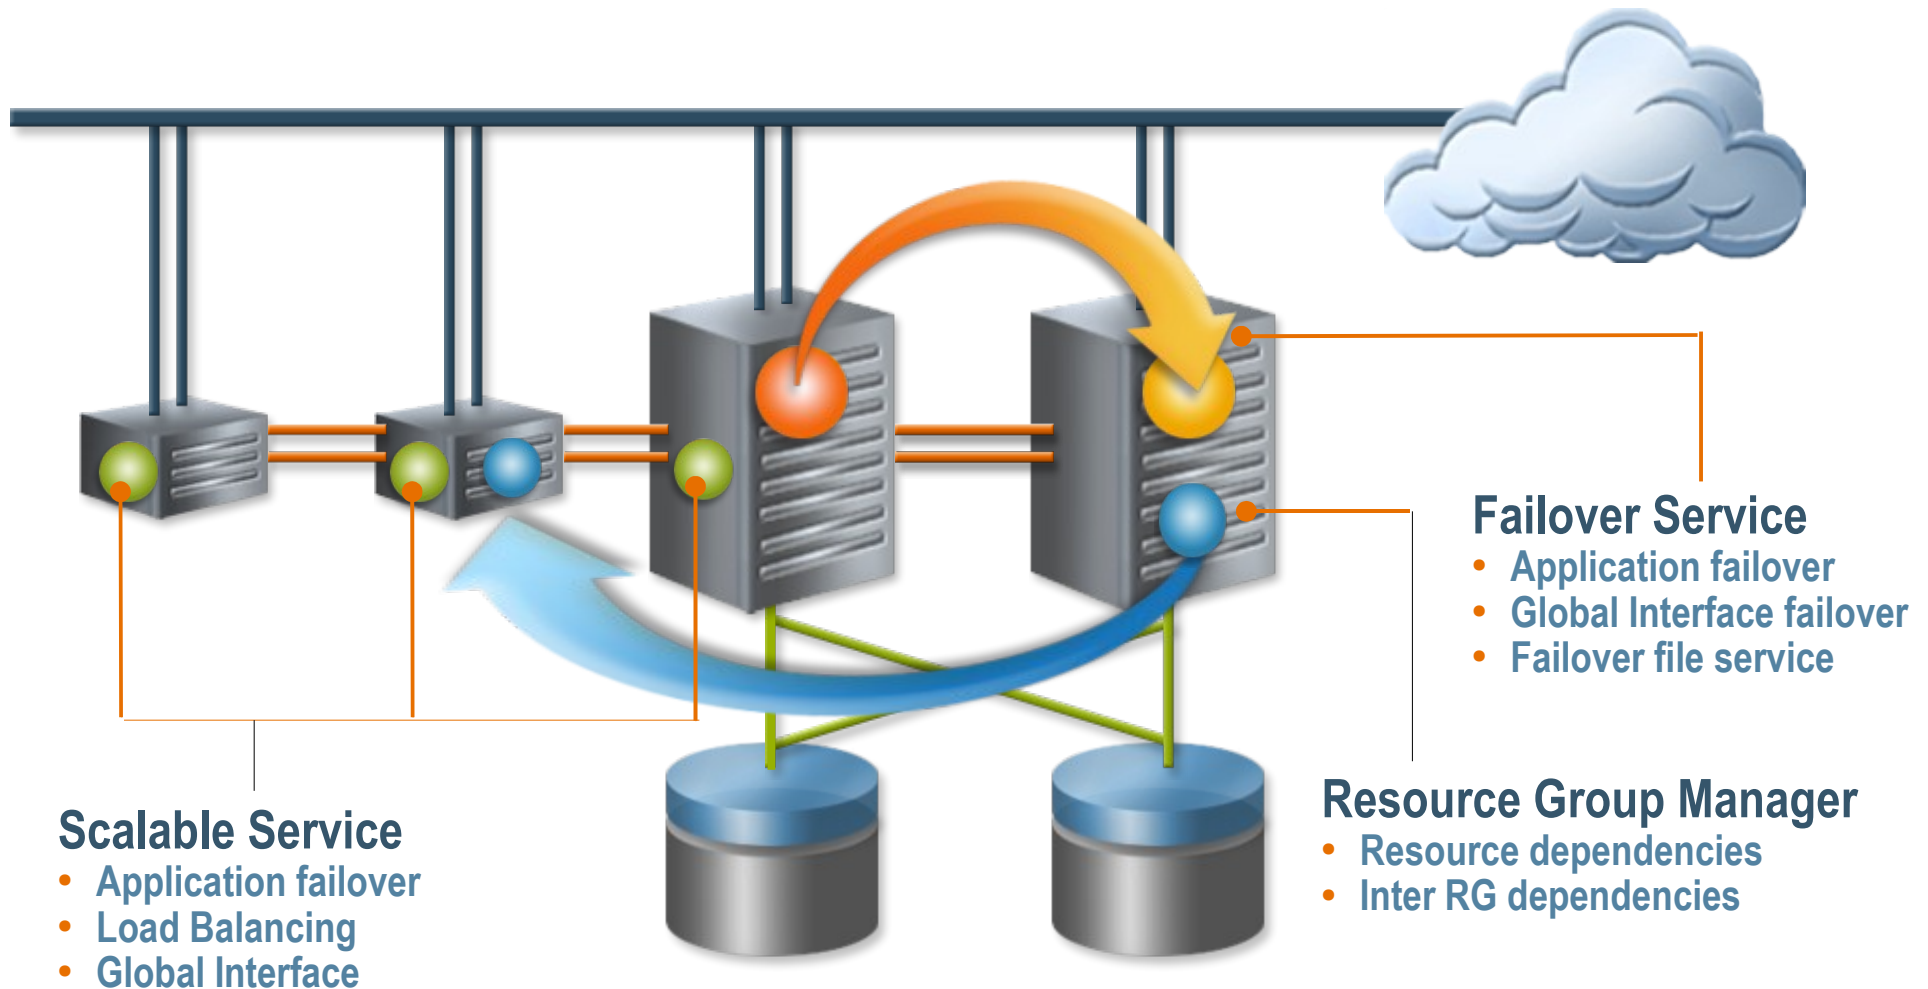 Failover Service
• Application failover
• Global Interface failover
• Failover file service
Resource Group Manager
• Resource dependencies
• Inter RG dependencies
Scalable Service
• Application failover
• Load Balancing
• Global Interface